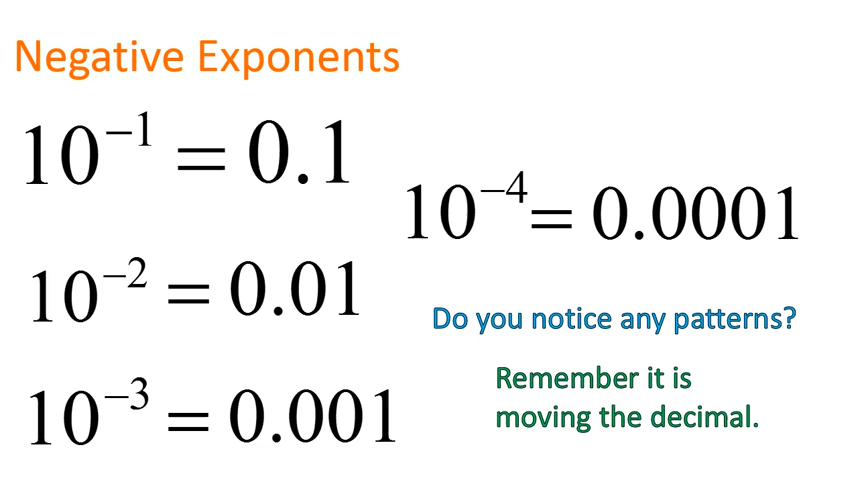 Negative Exponents
10⁻¹ = 0.1
10⁻² = 0.01
10⁻³ = 0.001
10⁻⁴ = 0.0001
Do you notice any patterns?
Remember it is
moving the decimal.